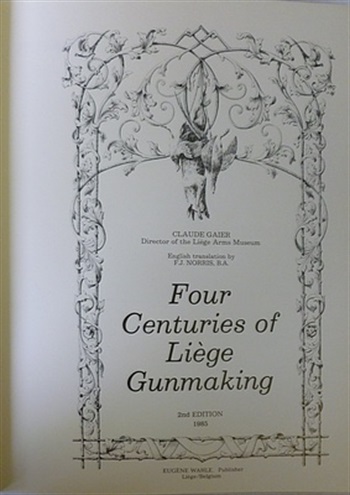 CLAUDE GAIER
Director of the Liège Arms Museum
English translation by
F.J. NORRIS, B.A.
Four
Centuries of
Liège
Gunmaking
2nd EDITION
1985
EUGÈNE WAHLE, Publisher
Liège-Belgium